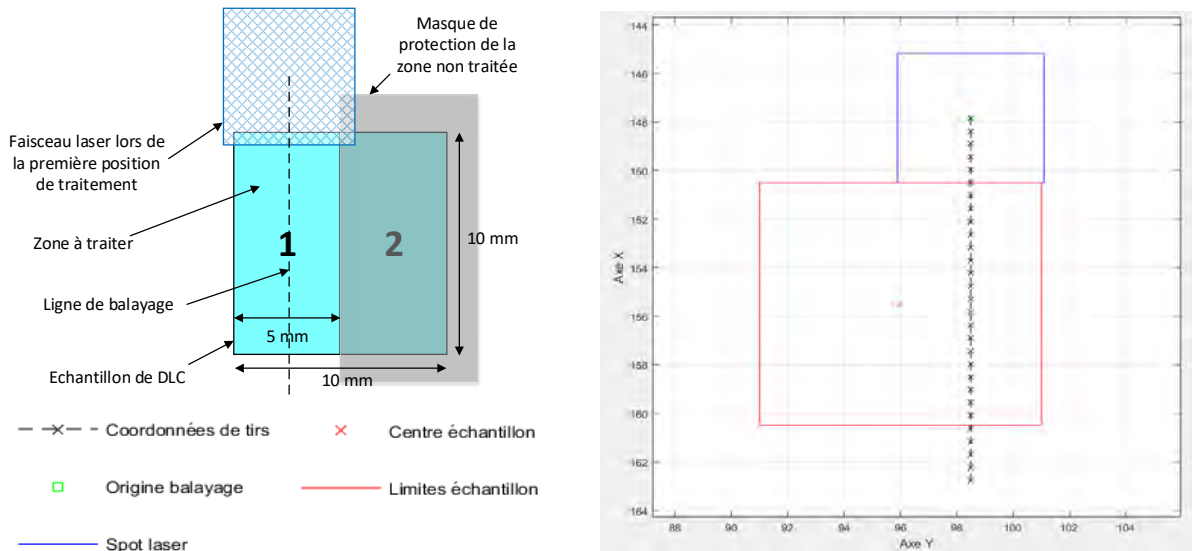 Masque de
protection de la
zone non traitée
Faisceau laser lors de
la première position
de traitement
Zone à traiter
1
2
10 mm
Ligne de balayage
5 mm
Echantillon de DLC
10 mm
Coordonnées de tirs
Centre échantillon
Origine balayage
Limites échantillon
Spot laser
144
146
148
150
152
154
156
158
160
162
164
Axe X
88
90
92
94
96
98
100
102
104
Axe Y